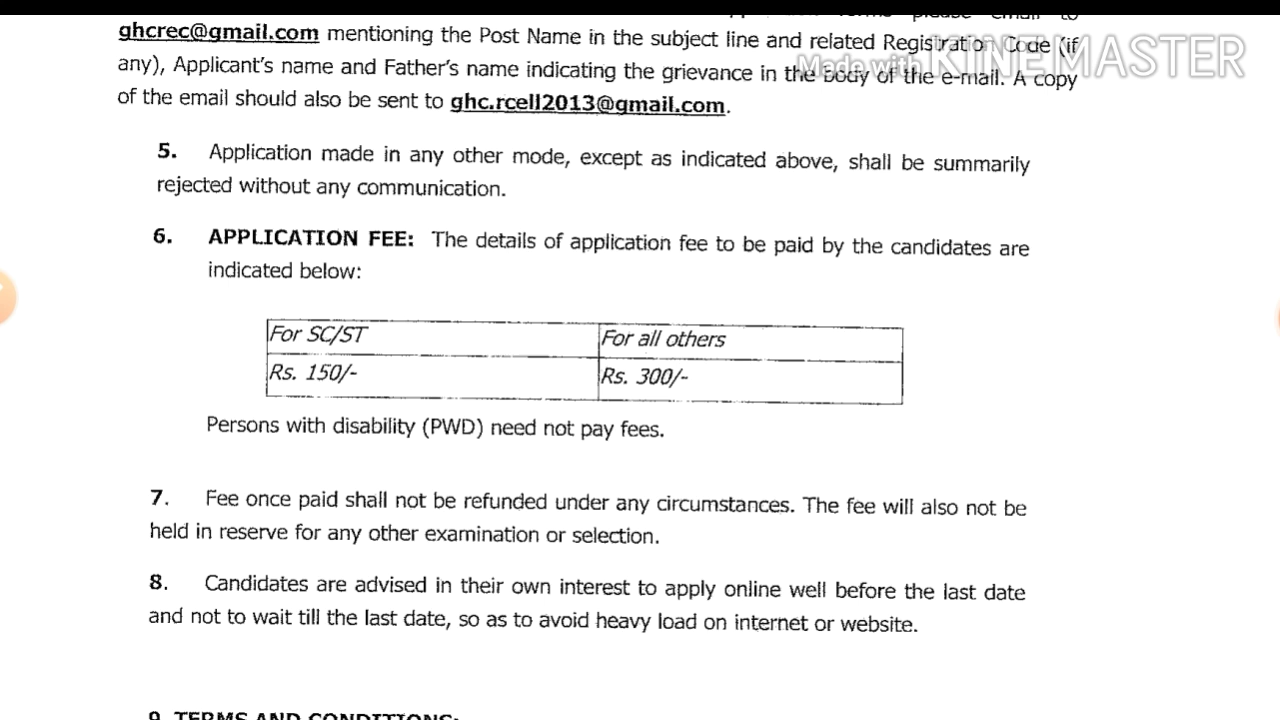 please email to
ghcrec@gmail.com mentioning the Post Name in the subject line and related Registration Code (if
any), Applicant's name and Father's name indicating the grievance in the body of the e-mail. A copy
of the email should also be sent to ghc.rcell2013@gmail.com.
Made with KINEMASTER
5. Application made in any other mode, except as indicated above, shall be summarily
rejected without any communication.
6. APPLICATION FEE: The details of application fee to be paid by the candidates are
indicated below:
For SC/ST For all others
Rs. 150/- Rs. 300/-
Persons with disability (PWD) need not pay fees.
7. Fee once paid shall not be refunded under any circumstances. The fee will also not be
held in reserve for any other examination or selection.
8. Candidates are advised in their own interest to apply online well before the last date
and not to wait till the last date, so as to avoid heavy load on internet or website.
9. TERMS AND CONDITIONS: